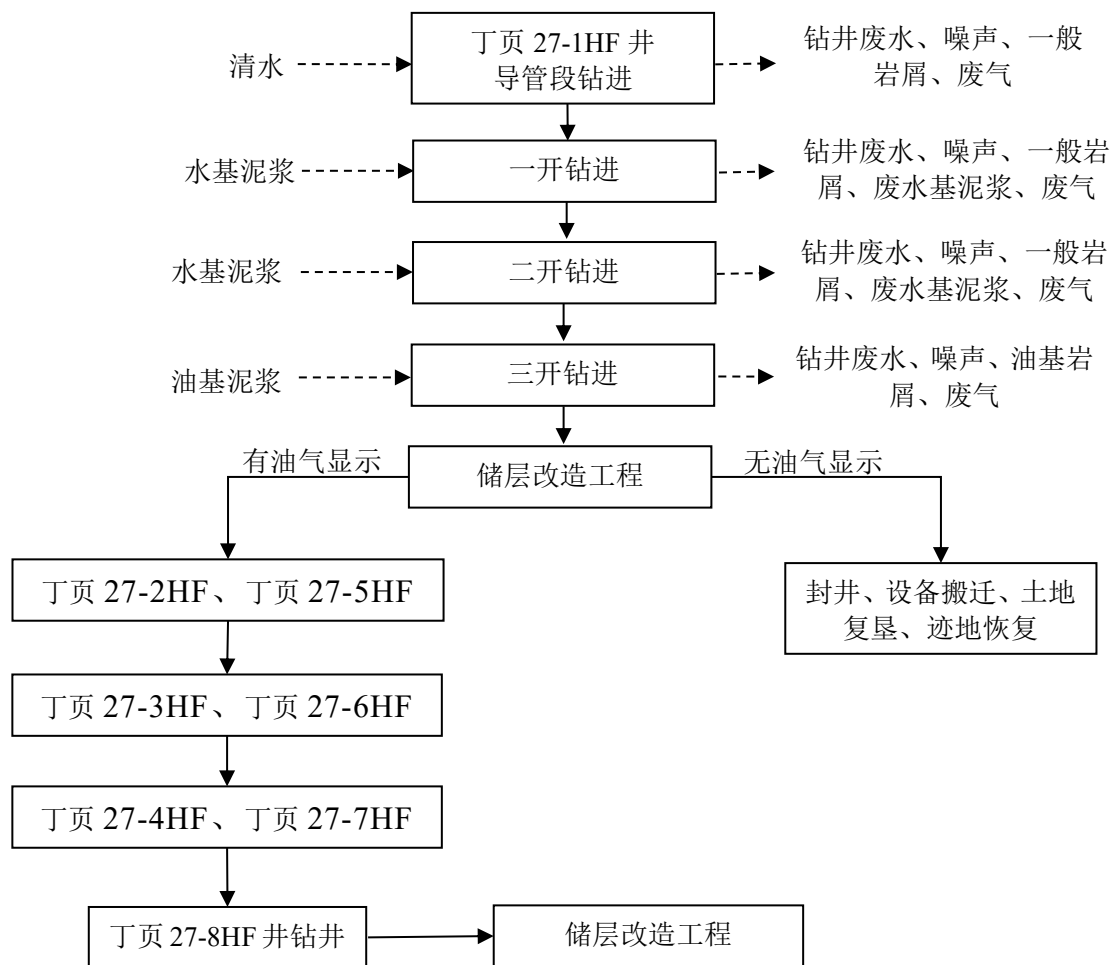 丁页 27-1HF 井
导管段钻进
清水
钻井废水、噪声、一般
岩屑、废气
水基泥浆
一开钻进
钻井废水、噪声、一般岩
屑、废水基泥浆、废气
水基泥浆
二开钻进
钻井废水、噪声、一般岩
屑、废水基泥浆、废气
油基泥浆
三开钻进
钻井废水、噪声、油基岩
屑、废气
有油气显示
储层改造工程
无油气显示
丁页 27-2HF、丁页 27-5HF
封井、设备搬迁、土地
复垦、迹地恢复
丁页 27-3HF、丁页 27-6HF
丁页 27-4HF、丁页 27-7HF
丁页 27-8HF 井钻井
储层改造工程